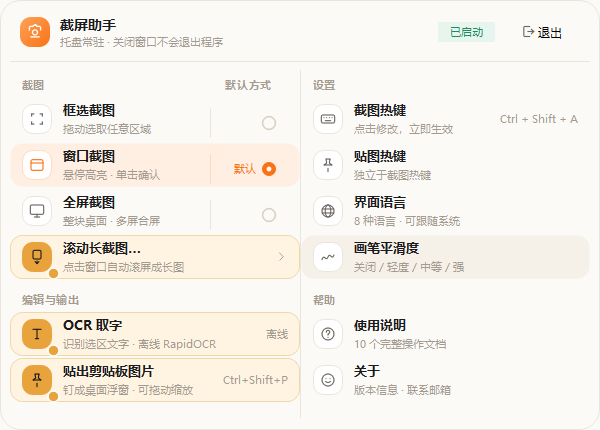 截屏助手
托盘常驻 · 关闭窗口不会退出程序
已启动
退出
截图
默认方式
框选截图
拖动选取任意区域
窗口截图
悬停高亮 · 单击确认
默认
全屏截图
整块桌面 · 多屏合屏
滚动长截图...
点击窗口自动滚屏成长图
编辑与输出
OCR 取字
识别选区文字 · 离线 RapidOCR
离线
贴出剪贴板图片
钉成桌面浮窗 · 可拖动缩放
Ctrl+Shift+P
设置
截图热键
点击修改，立即生效
Ctrl + Shift + A
贴图热键
独立于截图热键
界面语言
8 种语言 · 可跟随系统
画笔平滑度
关闭 / 轻度 / 中等 / 强
帮助
使用说明
10 个完整操作文档
关于
版本信息 · 联系邮箱